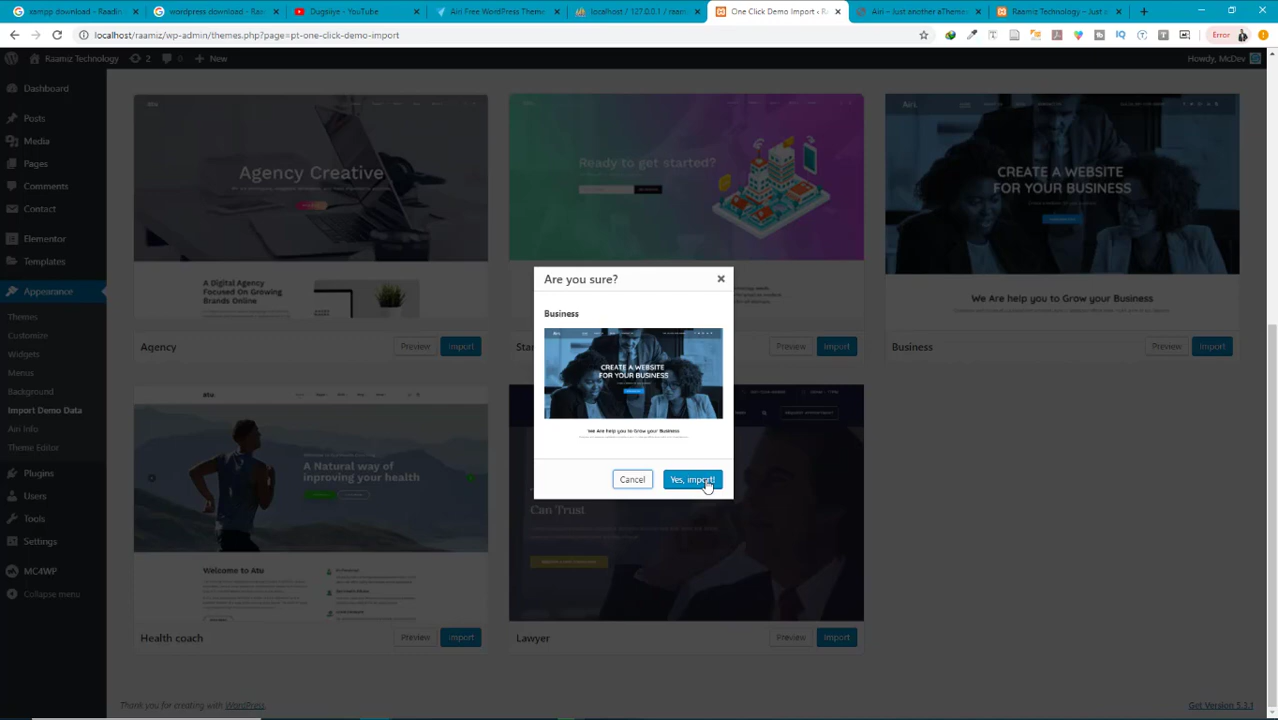 xampp download - Raadin
wordpress download - Raa
Dugsiiye - YouTube
Airi Free WordPress Theme
localhost / 127.0.0.1 / raam
One Click Demo Import ‹ R
Airi – Just another aTheme
Raamiz Technology – Just
localhost/raamiz/wp-admin/themes.php?page=pt-one-click-demo-import
Error
Raamiz Technology
2
0
New
Howdy, McDev
Dashboard
Posts
Media
Pages
Comments
Contact
Elementor
Templates
Appearance
Themes
Customize
Widgets
Menus
Background
Import Demo Data
Airi Info
Theme Editor
Plugins
Users
Tools
Settings
MC4WP
Collapse menu
Atu
Agency Creative
A Digital Agency
Focused On Growing
Brands Online
Agency
Preview
Import
Ready to get started?
Preview
Import
Airi
CREATE A WEBSITE
FOR YOUR BUSINESS
We Are help you to Grow your Business
Business
Preview
Import
Are you sure?
×
Business
CREATE A WEBSITE
FOR YOUR BUSINESS
We Are help you to Grow your Business
Cancel
Yes, import!
Atu
A Natural way of
inproving your health
Welcome to Atu
Health coach
Preview
Import
Can Trust
Lawyer
Preview
Import
Thank you for creating with WordPress.
Get Version 5.3.1